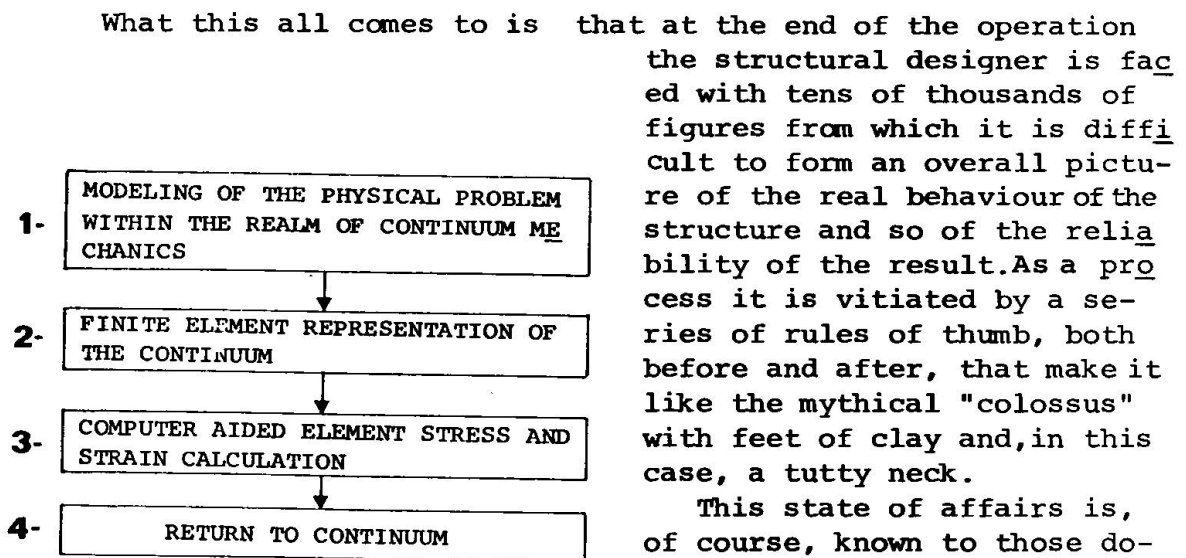 What this all comes to is that at the end of the operation
the structural designer is fac
ed with tens of thousands of
figures from which it is diffi
cult to form an overall pictu-
re of the real behaviour of the
structure and so of the relia
bility of the result.As a pro
cess it is vitiated by a se-
ries of rules of thumb, both
before and after, that make it
like the mythical "colossus"
with feet of clay and,in this
case, a tutty neck.
This state of affairs is,
of course, known to those do-
1- MODELING OF THE PHYSICAL PROBLEM
WITHIN THE REALM OF CONTINUUM ME
CHANICS
2- FINITE ELEMENT REPRESENTATION OF
THE CONTINUUM
3- COMPUTER AIDED ELEMENT STRESS AND
STRAIN CALCULATION
4- RETURN TO CONTINUUM